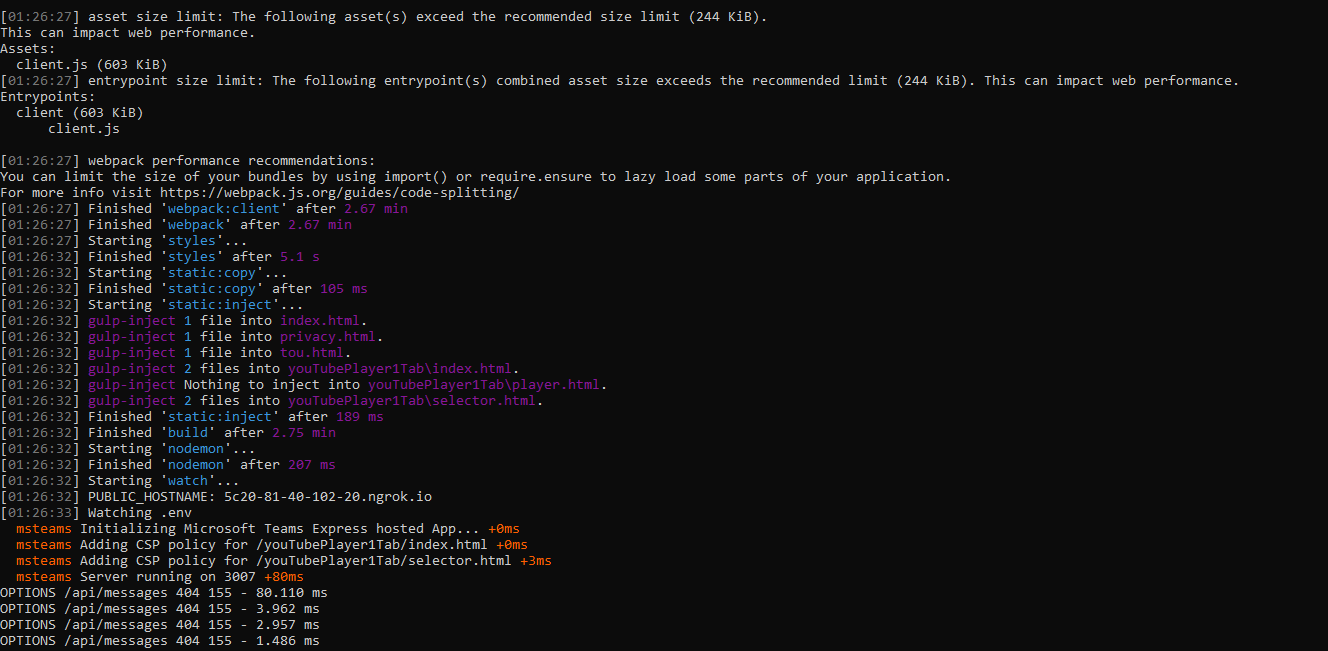 [01:26:27] asset size limit: The following asset(s) exceed the recommended size limit (244 KiB).
This can impact web performance.
Assets:
  client.js (603 KiB)
[01:26:27] entrypoint size limit: The following entrypoint(s) combined asset size exceeds the recommended limit (244 KiB). This can impact web performance.
Entrypoints:
  client (603 KiB)
      client.js

[01:26:27] webpack performance recommendations:
You can limit the size of your bundles by using import() or require.ensure to lazy load some parts of your application.
For more info visit https://webpack.js.org/guides/code-splitting/
[01:26:27] Finished 'webpack:client' after 2.67 min
[01:26:27] Finished 'webpack' after 2.67 min
[01:26:27] Starting 'styles'...
[01:26:32] Finished 'styles' after 5.1 s
[01:26:32] Starting 'static:copy'...
[01:26:32] Finished 'static:copy' after 105 ms
[01:26:32] Starting 'static:inject'...
[01:26:32] gulp-inject 1 file into index.html.
[01:26:32] gulp-inject 1 file into privacy.html.
[01:26:32] gulp-inject 1 file into tou.html.
[01:26:32] gulp-inject 2 files into youTubePlayer1Tab\index.html.
[01:26:32] gulp-inject Nothing to inject into youTubePlayer1Tab\player.html.
[01:26:32] gulp-inject 2 files into youTubePlayer1Tab\selector.html.
[01:26:32] Finished 'static:inject' after 189 ms
[01:26:32] Finished 'build' after 2.75 min
[01:26:32] Starting 'nodemon'...
[01:26:32] Finished 'nodemon' after 207 ms
[01:26:32] Starting 'watch'...
[01:26:32] PUBLIC_HOSTNAME: 5c20-81-40-102-20.ngrok.io
[01:26:33] Watching .env
  msteams Initializing Microsoft Teams Express hosted App... +0ms
  msteams Adding CSP policy for /youTubePlayer1Tab/index.html +0ms
  msteams Adding CSP policy for /youTubePlayer1Tab/selector.html +3ms
  msteams Server running on 3007 +80ms
OPTIONS /api/messages 404 155 - 80.110 ms
OPTIONS /api/messages 404 155 - 3.962 ms
OPTIONS /api/messages 404 155 - 2.957 ms
OPTIONS /api/messages 404 155 - 1.486 ms